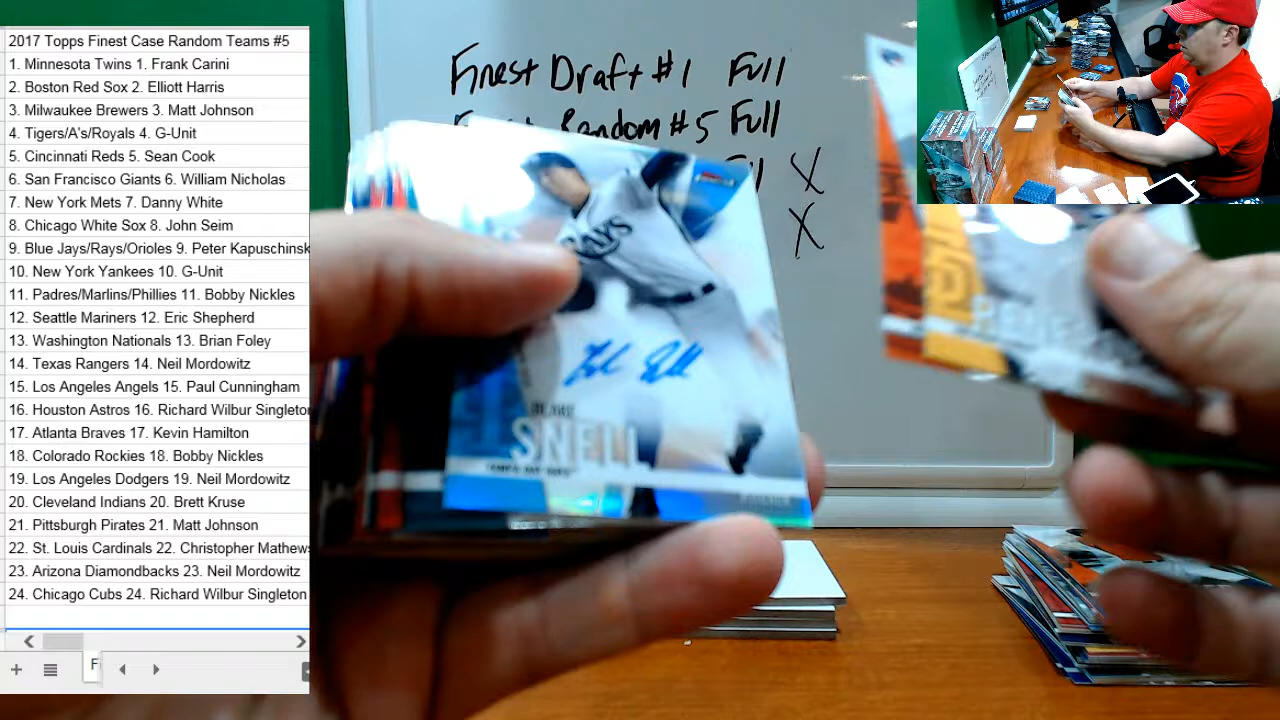 2017 Topps Finest Case Random Teams #5
1. Minnesota Twins 1. Frank Carini
2. Boston Red Sox 2. Elliott Harris
3. Milwaukee Brewers 3. Matt Johnson
4. Tigers/A's/Royals 4. G-Unit
5. Cincinnati Reds 5. Sean Cook
6. San Francisco Giants 6. William Nicholas
7. New York Mets 7. Danny White
8. Chicago White Sox 8. John Seim
9. Blue Jays/Rays/Orioles 9. Peter Kapuschinsk
10. New York Yankees 10. G-Unit
11. Padres/Marlins/Phillies 11. Bobby Nickles
12. Seattle Mariners 12. Eric Shepherd
13. Washington Nationals 13. Brian Foley
14. Texas Rangers 14. Neil Mordowitz
15. Los Angeles Angels 15. Paul Cunningham
16. Houston Astros 16. Richard Wilbur Singleton
17. Atlanta Braves 17. Kevin Hamilton
18. Colorado Rockies 18. Bobby Nickles
19. Los Angeles Dodgers 19. Neil Mordowitz
20. Cleveland Indians 20. Brett Kruse
21. Pittsburgh Pirates 21. Matt Johnson
22. St. Louis Cardinals 22. Christopher Mathews
23. Arizona Diamondbacks 23. Neil Mordowitz
24. Chicago Cubs 24. Richard Wilbur Singleton
F
Finest Draft #1 Full
Random #5 Full
X
X
RAYS
BLAKE
SNELL
TAMPA BAY RAYS